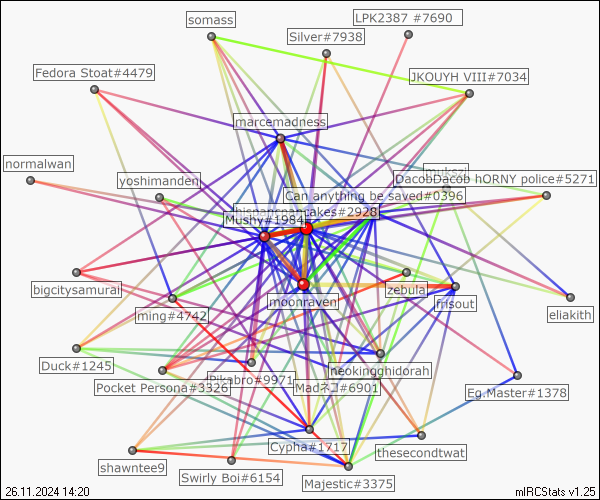 somass
LPK2387 #7690
Silver#7938
Fedora Stoat#4479
JKOUYH VIII#7034
marcemadness
normalwan
yoshimanden
DacobDacob hORNY police#5271
Can anything be saved#0396
Mushy#1984
moonraven
zebula
frisout
bigcitysamurai
ming#4742
eliakith
Duck#1245
Pocket Persona#3326
Pikabro#9971
Madネコ#6901
neokingghidorah
Eg.Master#1378
Cypha#1717
thesecondtwat
shawntee9
Swirly Boi#6154
Majestic#3375
26.11.2024 14:20
mIRCStats v1.25